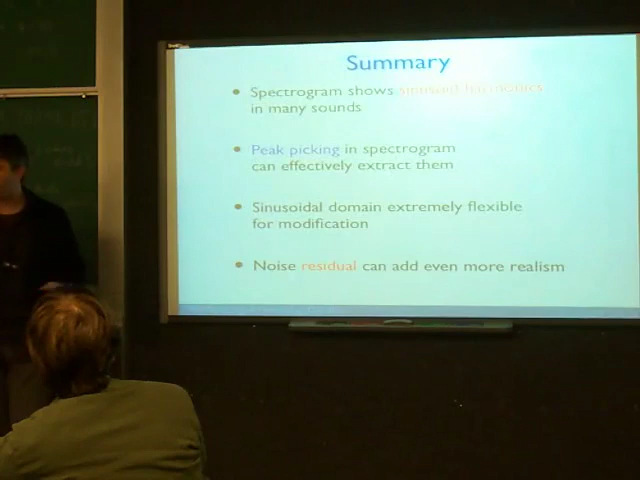 Summary
Spectrogram shows sinusoid harmonics
in many sounds
Peak picking in spectrogram
can effectively extract them
Sinusoidal domain extremely flexible
for modification
Noise residual can add even more realism